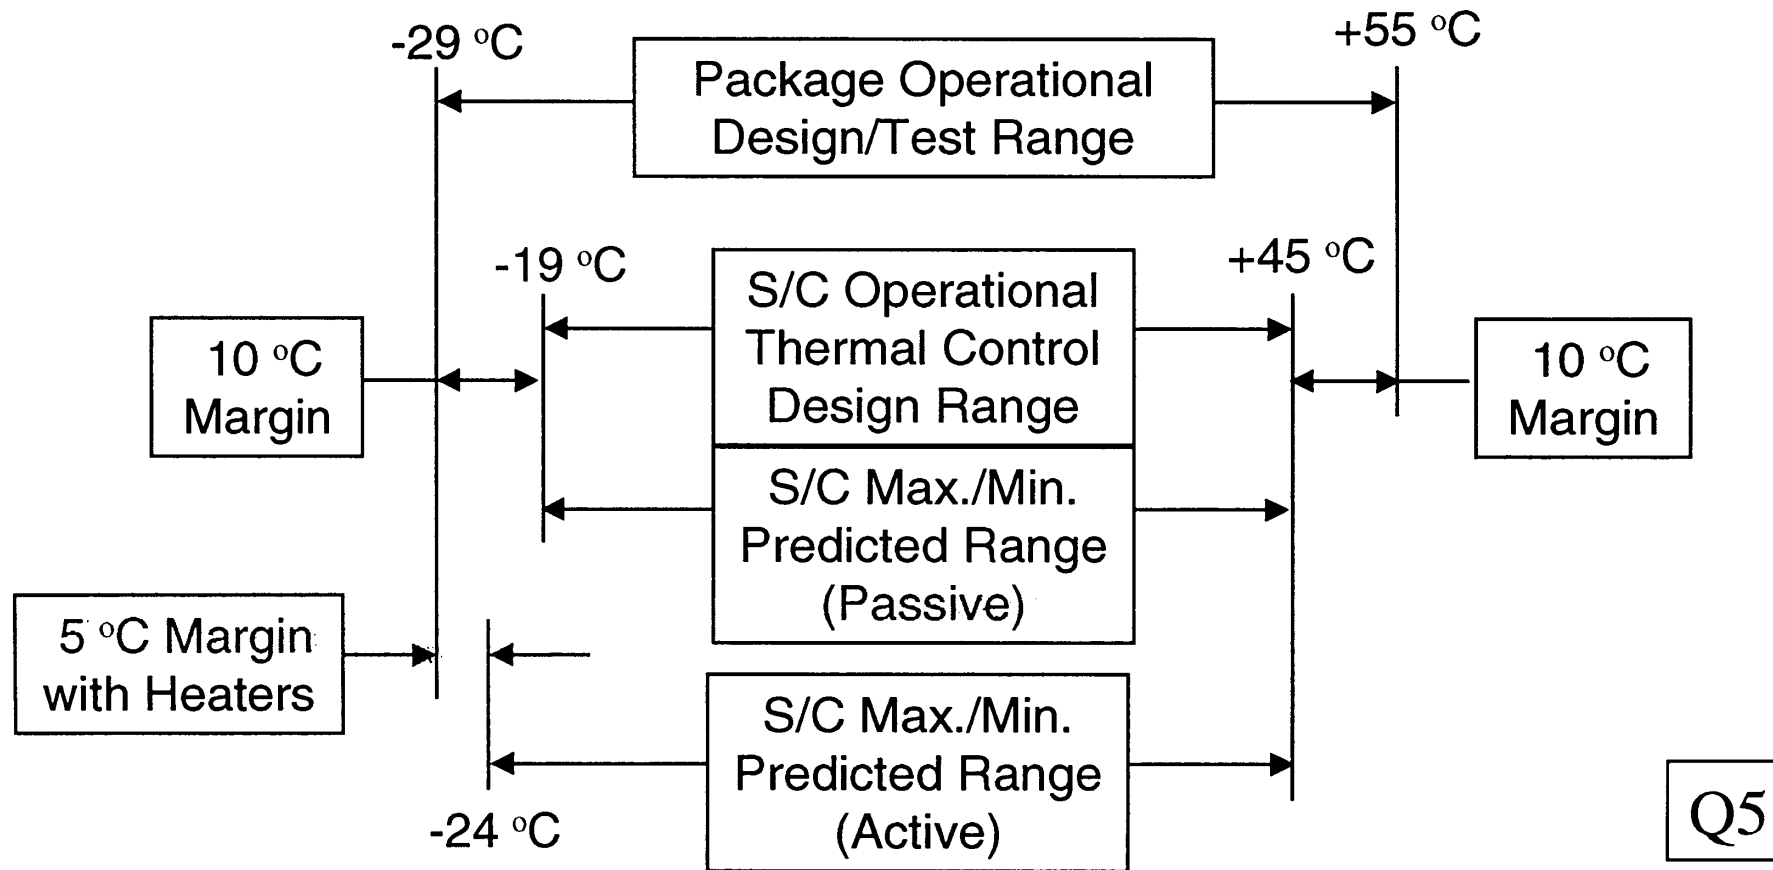 -29 °C
+55 °C
Package Operational
Design/Test Range
-19 °C
+45 °C
S/C Operational
Thermal Control
Design Range
10 °C
Margin
10 °C
Margin
S/C Max./Min.
Predicted Range
(Passive)
5 °C Margin
with Heaters
S/C Max./Min.
Predicted Range
(Active)
-24 °C
Q5